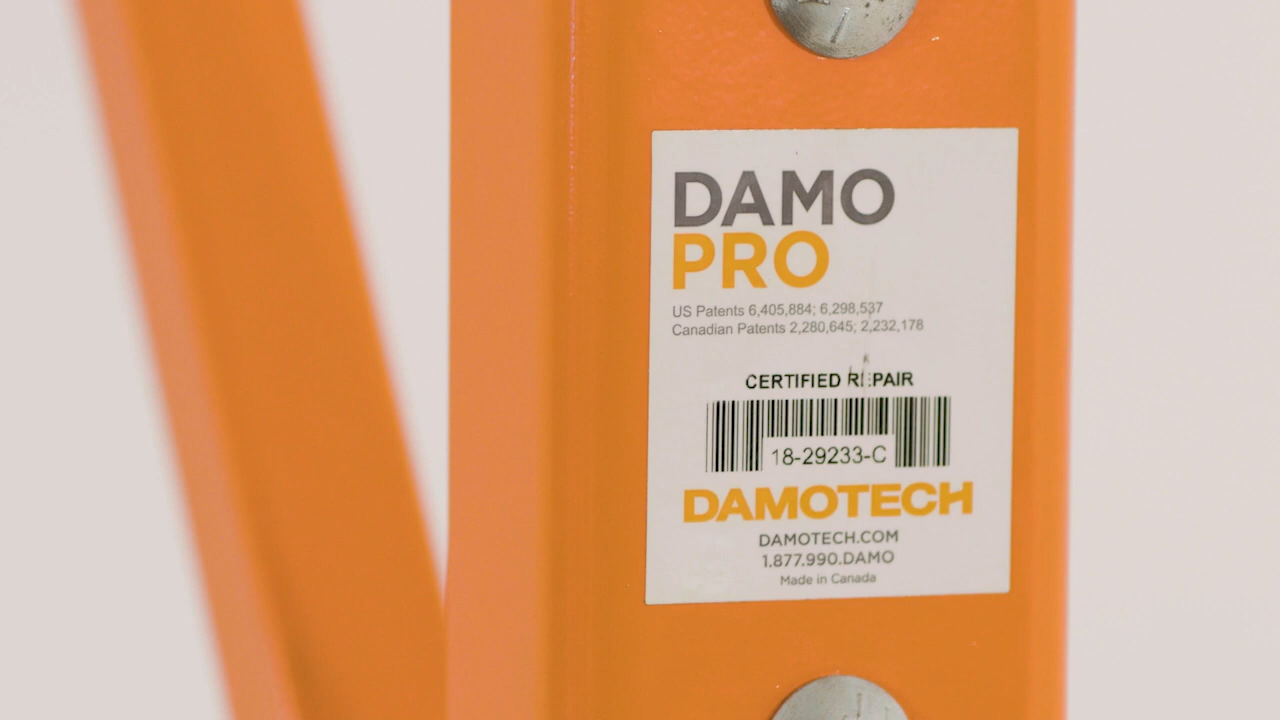 DAMO
PRO
US Patents 6,405,884; 6,298,537
Canadian Patents 2,280,645; 2,232,178
CERTIFIED REPAIR
18-29233-C
DAMOTECH
DAMOTECH.COM
1.877.990.DAMO
Made in Canada